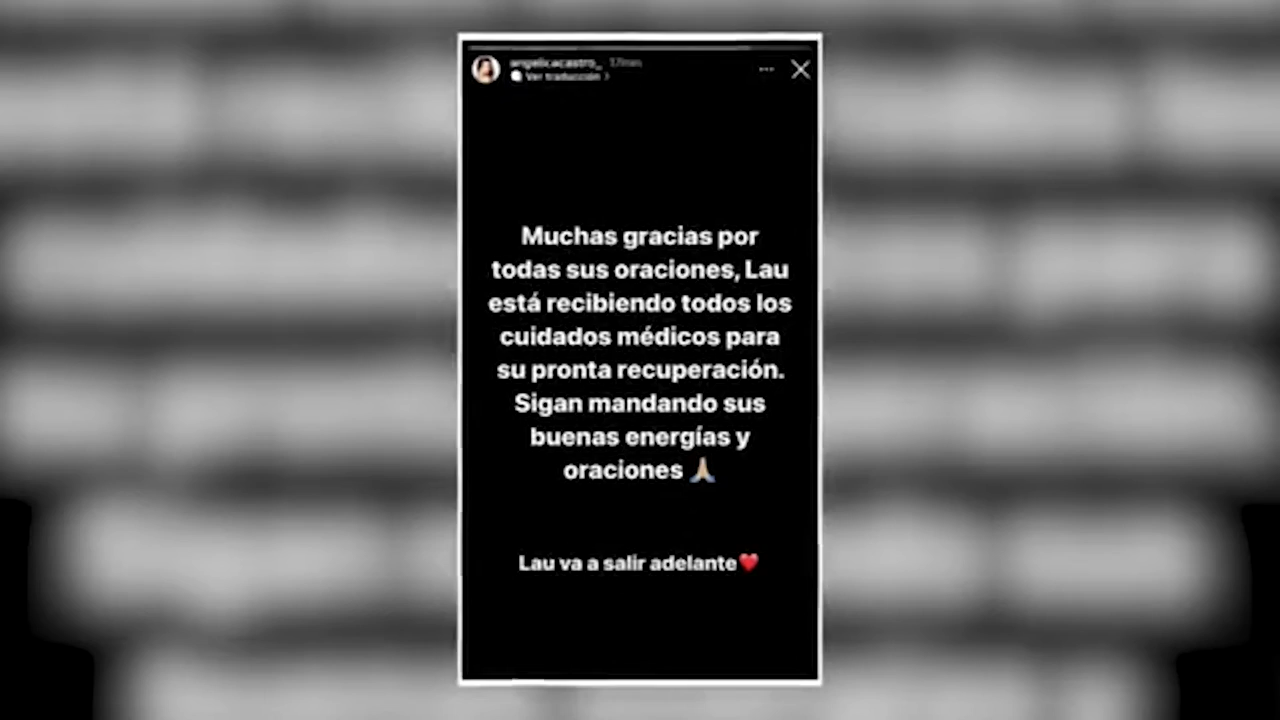 angelicacastro_ 17min
Ver traducción >
Muchas gracias por
todas sus oraciones, Lau
está recibiendo todos los
cuidados médicos para
su pronta recuperación.
Sigan mandando sus
buenas energías y
oraciones 🙏🏼
Lau va a salir adelante❤️